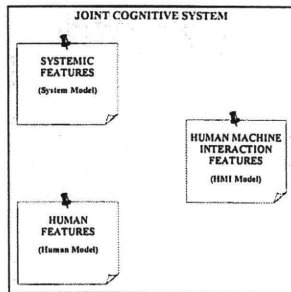 JOINT COGNITIVE SYSTEM
SYSTEMIC
FEATURES
(System Model)
HUMAN MACHINE
INTERACTION
FEATURES
(HMI Model)
HUMAN
FEATURES
(Human Model)